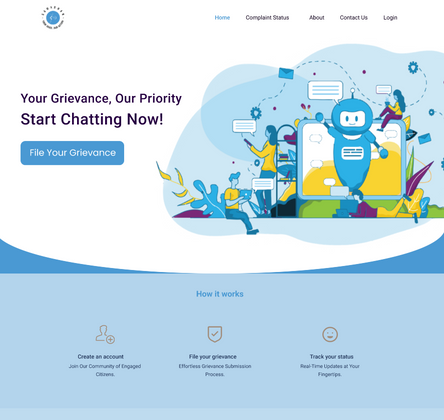 Home Complaint Status About Contact Us Login
Your Grievance, Our Priority
Start Chatting Now!
File Your Grievance
How it works
Create an account
Join Our Community of Engaged
Citizens.
File your grievance
Effortless Grievance Submission
Process
Track your status
Real-Time Updates at Your
Fingertips.